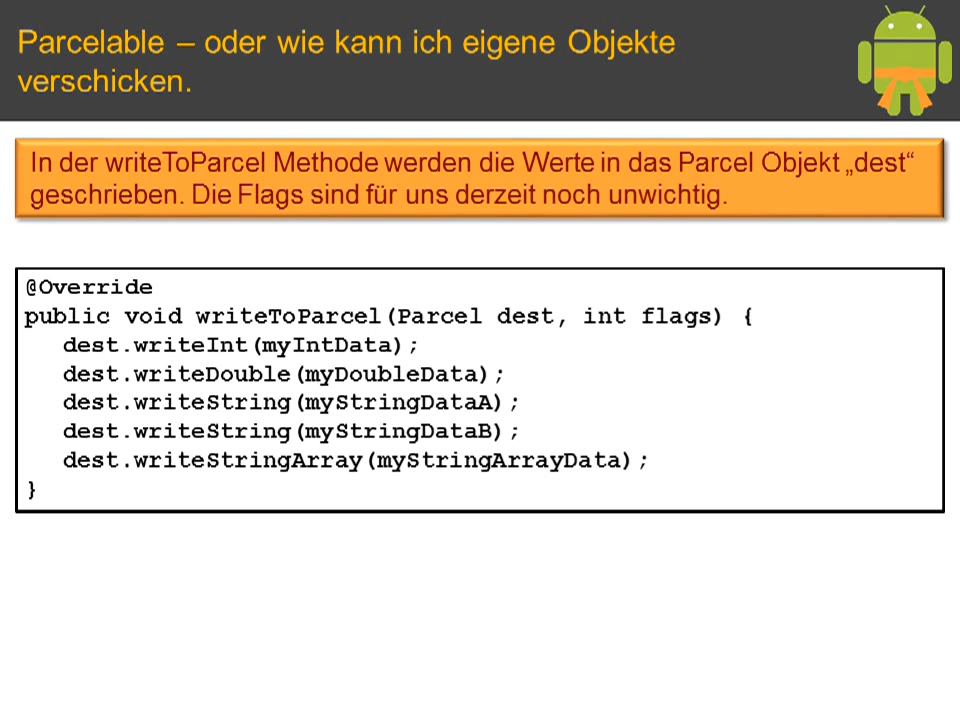 Parcelable – oder wie kann ich eigene Objekte
verschicken.
In der writeToParcel Methode werden die Werte in das Parcel Objekt „dest“
geschrieben. Die Flags sind für uns derzeit noch unwichtig.
@Override
public void writeToParcel(Parcel dest, int flags) {
dest.writeInt(myIntData);
dest.writeDouble(myDoubleData);
dest.writeString(myStringDataA);
dest.writeString(myStringDataB);
dest.writeStringArray(myStringArrayData);
}